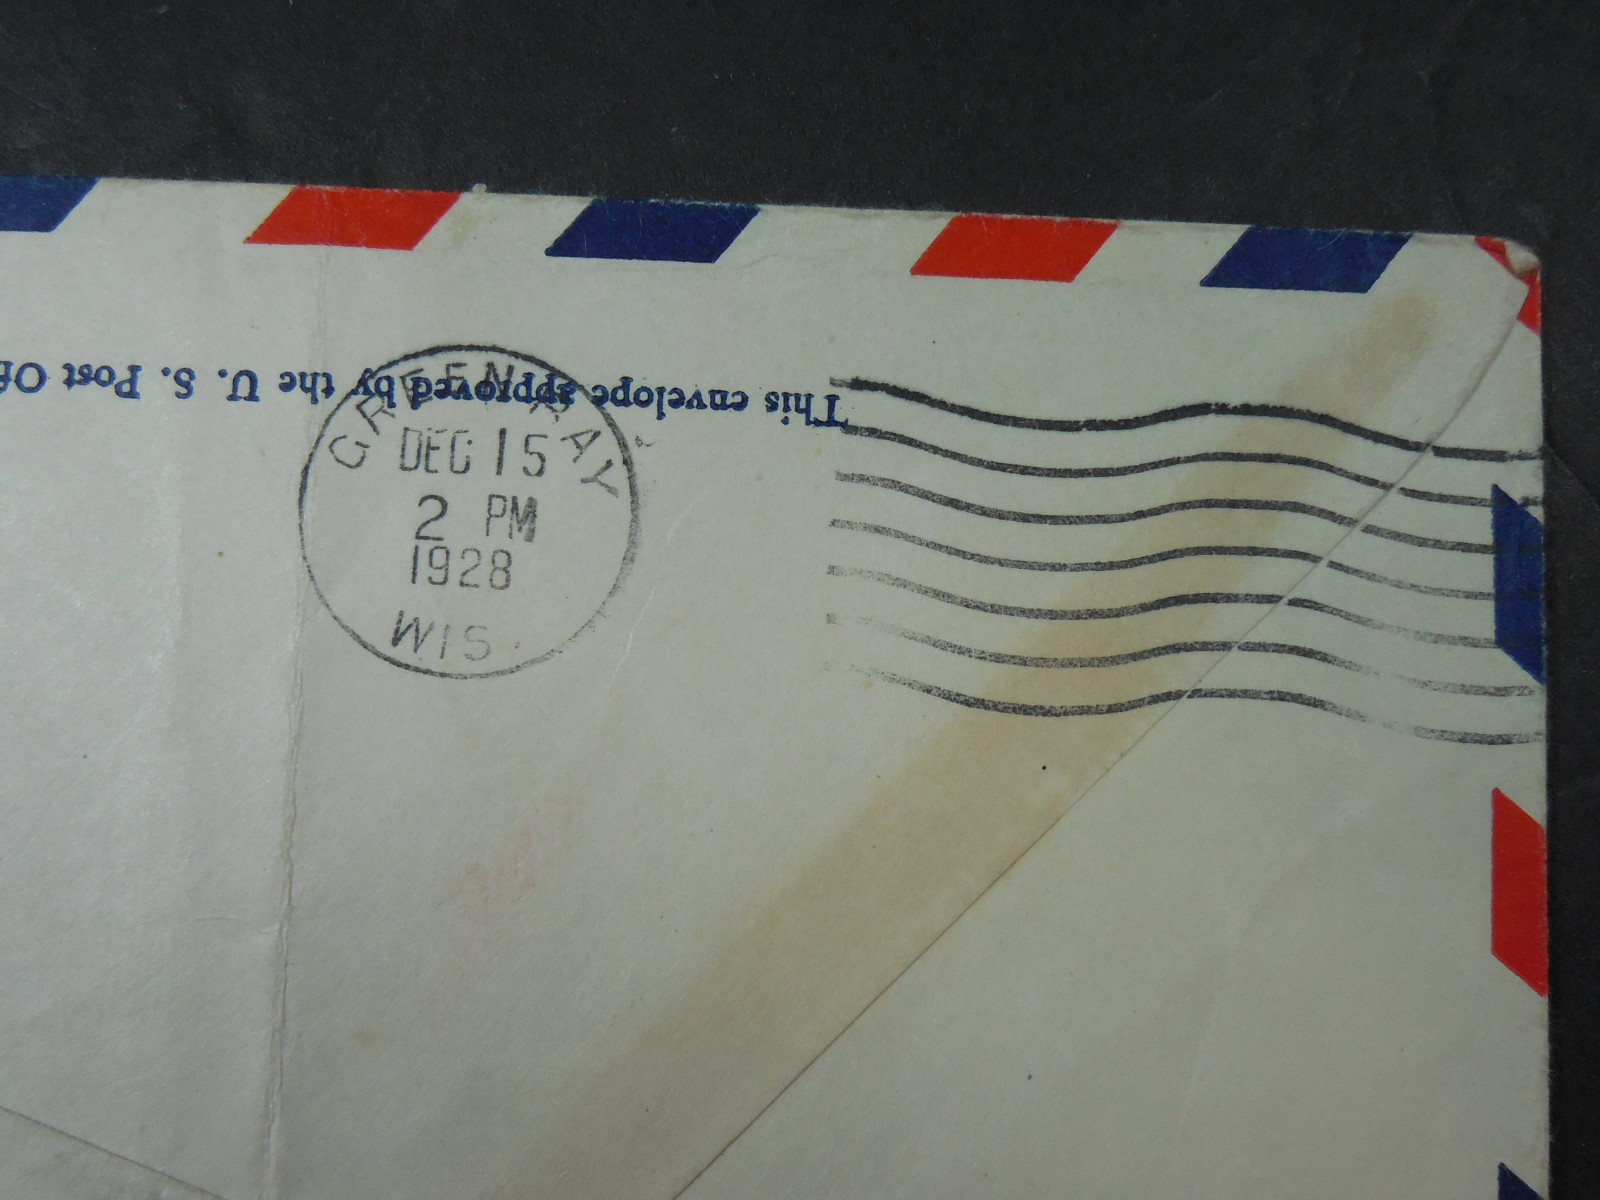 This envelope approved by the U. S. Post Of
GREEN BAY
DEC 15
2 PM
1928
WIS.